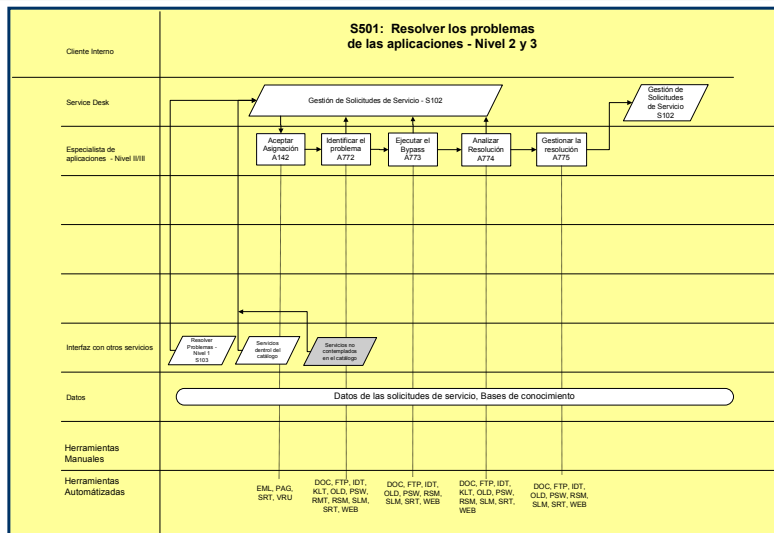 S501: Resolver los problemas
de las aplicaciones - Nivel 2 y 3
Cliente Interno
Service Desk
Gestión de Solicitudes de Servicio - S102
Gestión de
Solicitudes
de Servicio
S102
Especialista de
aplicaciones - Nivel II/III
Aceptar
Asignación
A142
Identificar el
problema
A772
Ejecutar el
Bypass
A773
Analizar
Resolución
A774
Gestionar la
resolución
A775
Interfaz con otros servicios
Resolver
Problemas -
Nivel 1
S103
Servicios
dentrol del
catálogo
Servicios no
contemplados
en el catálogo
Datos
Datos de las solicitudes de servicio, Bases de conocimiento
Herramientas
Manuales
Herramientas
Automátizadas
EML, PAG,
SRT, VRU
DOC, FTP, IDT,
KLT, OLD, PSW,
RMT, RSM, SLM,
SRT, WEB
DOC, FTP, IDT,
OLD, PSW, RSM,
SLM, SRT, WEB
DOC, FTP, IDT,
KLT, OLD, PSW,
RSM, SLM, SRT,
WEB
DOC, FTP, IDT,
OLD, PSW, RSM,
SLM, SRT, WEB